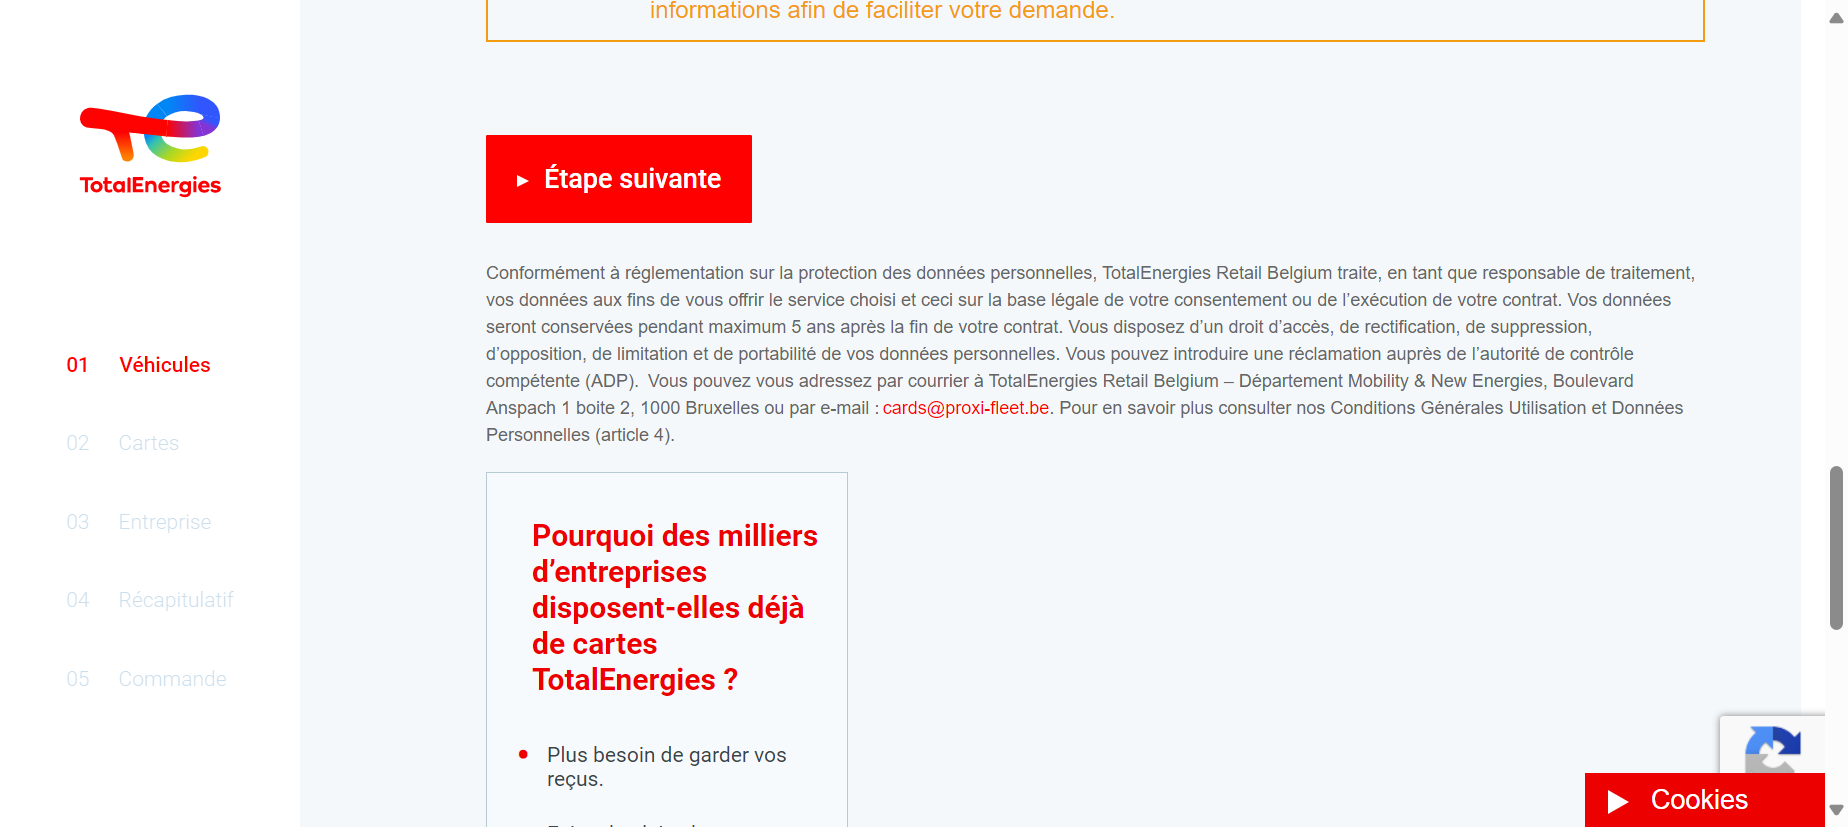 informations afin de faciliter votre demande.
TotalEnergies
► Étape suivante
Conformément à réglementation sur la protection des données personnelles, TotalEnergies Retail Belgium traite, en tant que responsable de traitement,
vos données aux fins de vous offrir le service choisi et ceci sur la base légale de votre consentement ou de l’exécution de votre contrat. Vos données
seront conservées pendant maximum 5 ans après la fin de votre contrat. Vous disposez d’un droit d’accès, de rectification, de suppression,
d’opposition, de limitation et de portabilité de vos données personnelles. Vous pouvez introduire une réclamation auprès de l’autorité de contrôle
compétente (ADP).  Vous pouvez vous adressez par courrier à TotalEnergies Retail Belgium – Département Mobility & New Energies, Boulevard
Anspach 1 boite 2, 1000 Bruxelles ou par e-mail : cards@proxi-fleet.be. Pour en savoir plus consulter nos Conditions Générales Utilisation et Données
Personnelles (article 4).
01 Véhicules
02 Cartes
03 Entreprise
04 Récapitulatif
05 Commande
Pourquoi des milliers
d’entreprises
disposent-elles déjà
de cartes
TotalEnergies ?
Plus besoin de garder vos
reçus.
Cookies